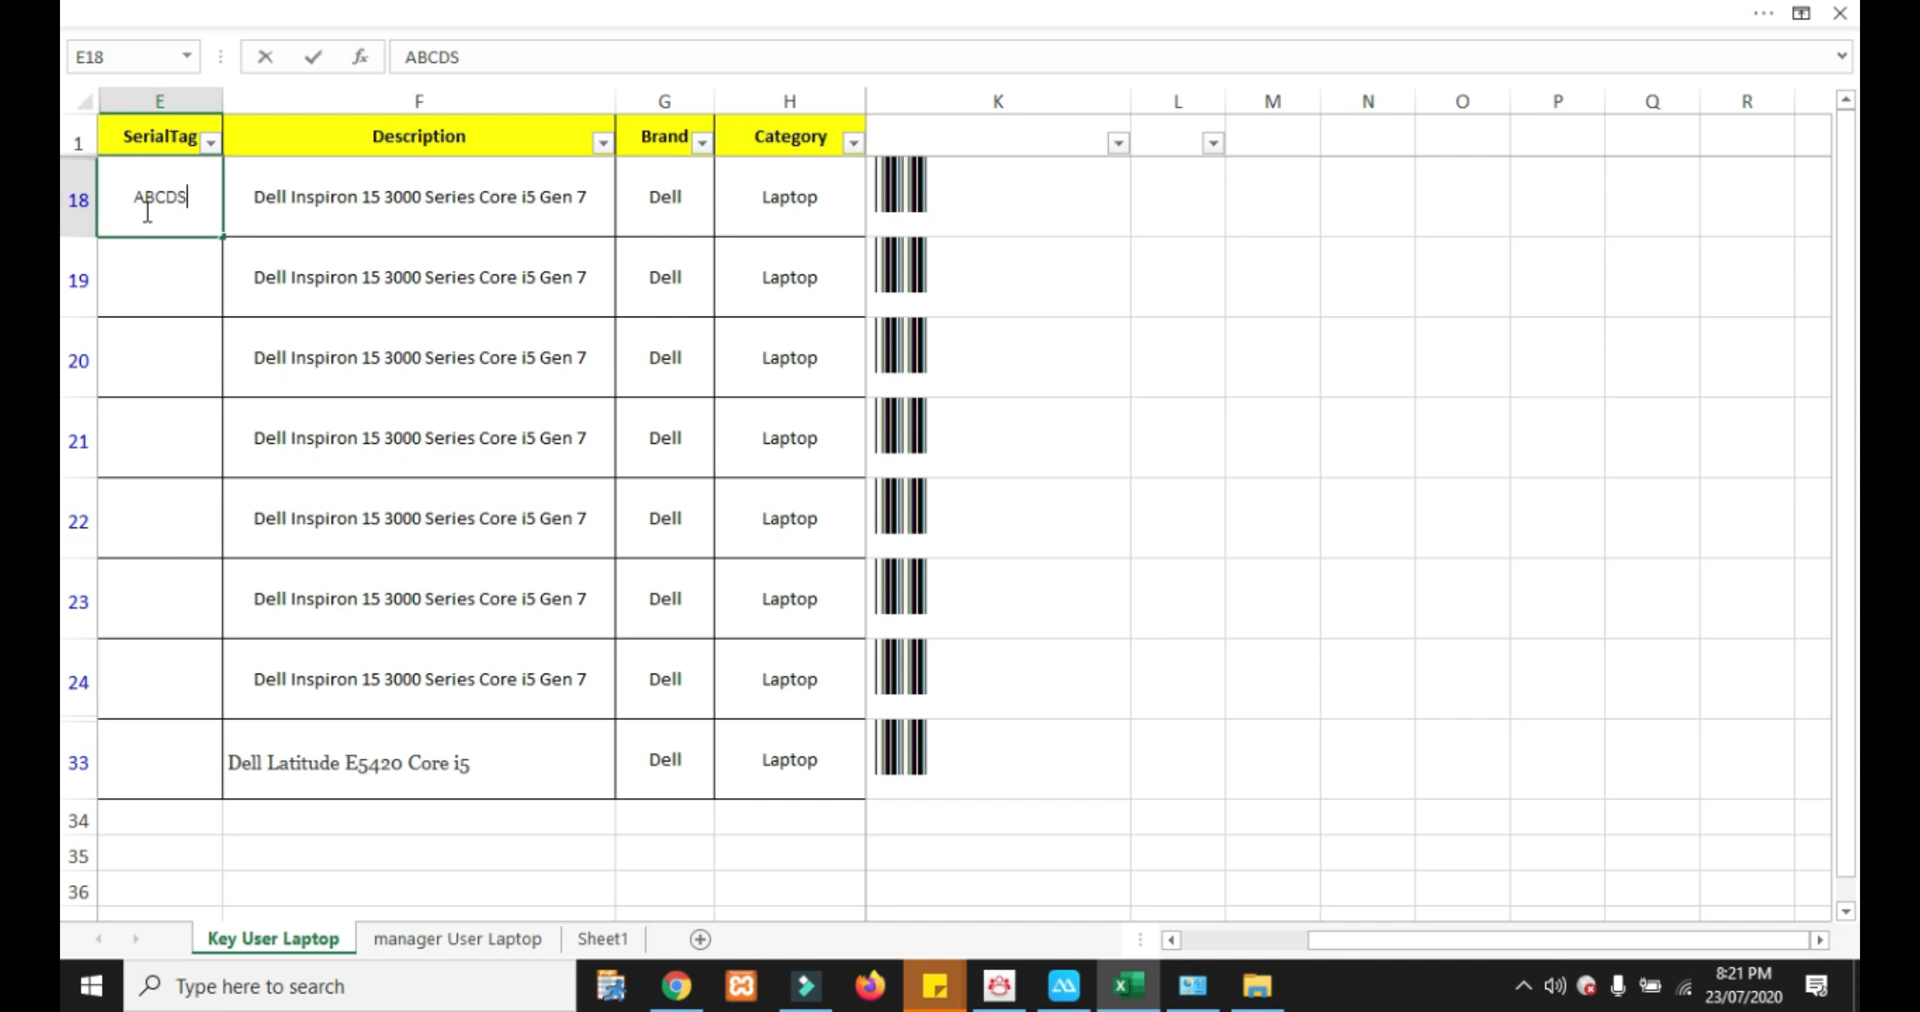 E18 fx ABCDS
E F G H K L M N O P Q R
1 SerialTag Description Brand Category
18 ABCDS Dell Inspiron 15 3000 Series Core i5 Gen 7 Dell Laptop
19 Dell Inspiron 15 3000 Series Core i5 Gen 7 Dell Laptop
20 Dell Inspiron 15 3000 Series Core i5 Gen 7 Dell Laptop
21 Dell Inspiron 15 3000 Series Core i5 Gen 7 Dell Laptop
22 Dell Inspiron 15 3000 Series Core i5 Gen 7 Dell Laptop
23 Dell Inspiron 15 3000 Series Core i5 Gen 7 Dell Laptop
24 Dell Inspiron 15 3000 Series Core i5 Gen 7 Dell Laptop
33 Dell Latitude E5420 Core i5 Dell Laptop
34
35
36
Key User Laptop manager User Laptop Sheet1
Type here to search 8:21 PM
23/07/2020